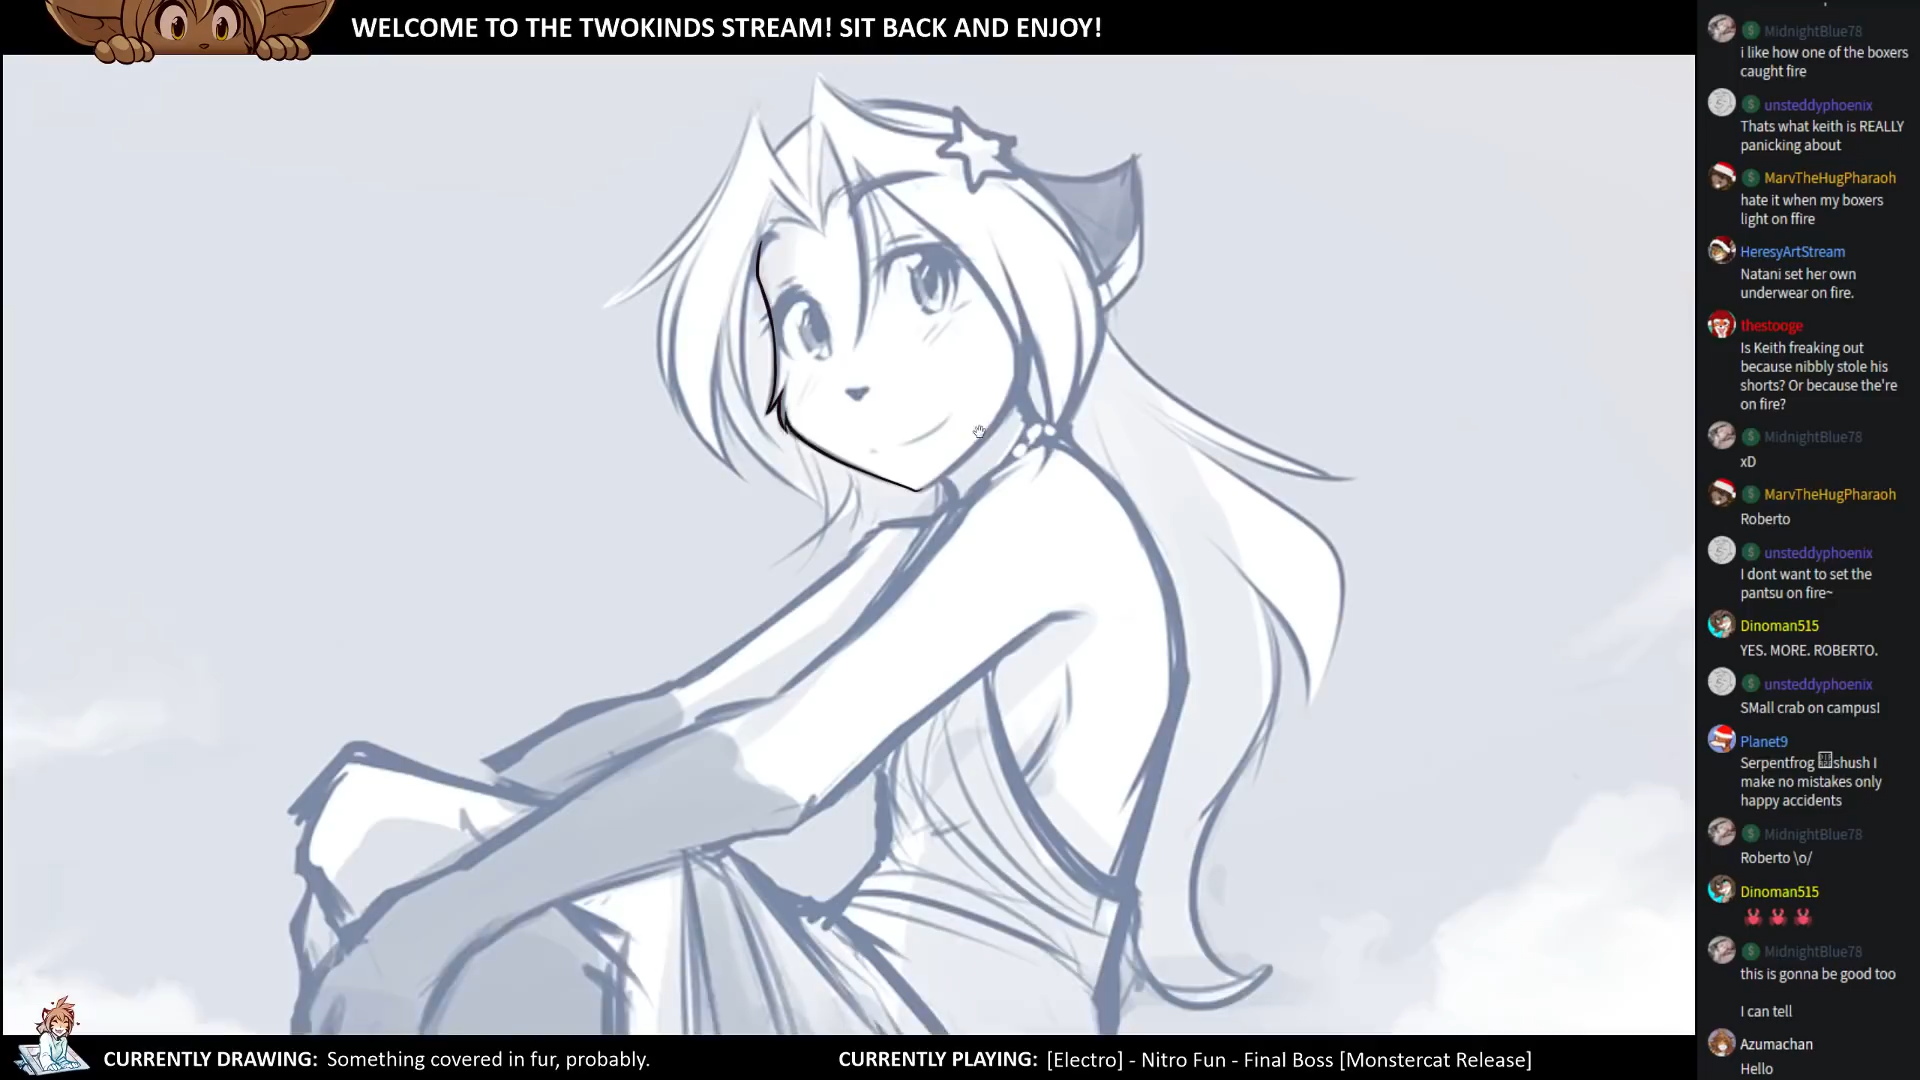 WELCOME TO THE TWOKINDS STREAM! SIT BACK AND ENJOY!
MidnightBlue78
i like how one of the boxers
caught fire
unsteddyphoenix
Thats what keith is REALLY
panicking about
MarvTheHugPharaoh
hate it when my boxers
light on ffire
HeresyArtStream
Natani set her own
underwear on fire.
thestooge
Is Keith freaking out
because nibbly stole his
shorts? Or because the're
on fire?
MidnightBlue78
xD
MarvTheHugPharaoh
Roberto
unsteddyphoenix
I dont want to set the
pantsu on fire~
Dinoman515
YES. MORE. ROBERTO.
unsteddyphoenix
SMall crab on campus!
Planet9
Serpentfrog shush I
make no mistakes only
happy accidents
MidnightBlue78
Roberto \o/
Dinoman515
MidnightBlue78
this is gonna be good too
I can tell
Azumachan
Hello
CURRENTLY DRAWING: Something covered in fur, probably.
CURRENTLY PLAYING: [Electro] - Nitro Fun - Final Boss [Monstercat Release]